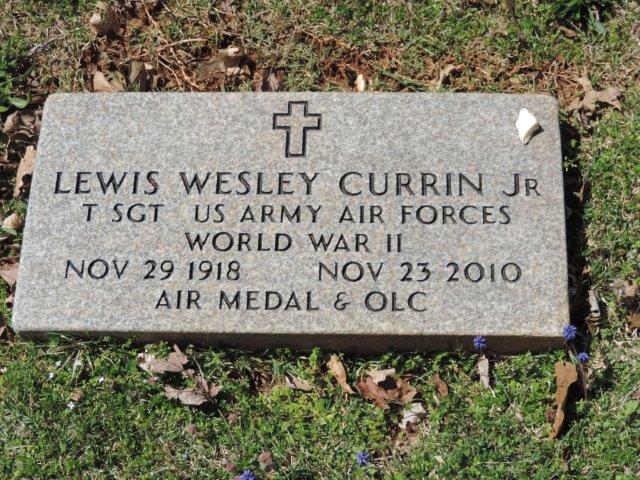 LEWIS WESLEY CURRIN JR
T SGT US ARMY AIR FORCES
WORLD WAR II
NOV 29 1918 NOV 23 2010
AIR MEDAL & OLC